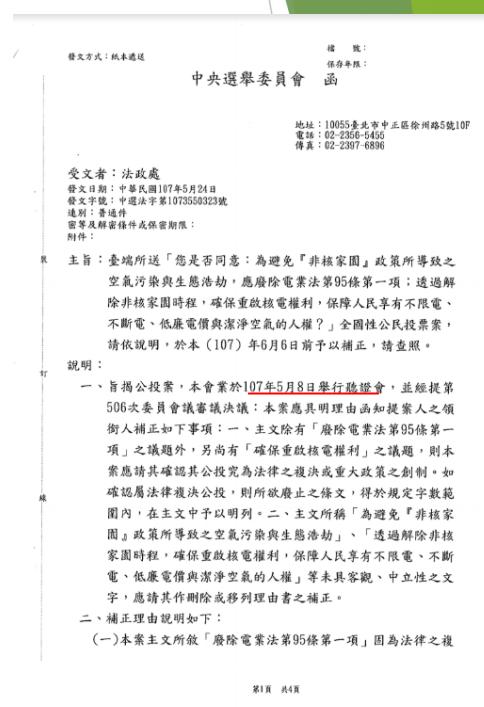 檔　　號：
保存年限：
發文方式：紙本遞送
中央選舉委員會　函
地址：10055臺北市中正區徐州路5號10F
電話：02-2356-5455
傳真：02-2397-6896
受文者：法政處
發文日期：中華民國107年5月24日
發文字號：中選法字第1073550323號
速別：普通件
密等及解密條件或保密期限：
附件：
主旨：臺端所送「您是否同意：為避免『非核家園』政策所導致之
空氣污染與生態浩劫，應廢除電業法第95條第一項；透過解
除非核家園時程，確保重啟核電權利，保障人民享有不限電、
不斷電、低廉電價與潔淨空氣的人權？」全國性公民投票案，
請依說明，於本（107）年6月6日前予以補正，請查照。
說明：
一、旨揭公投案，本會業於107年5月8日舉行聽證會，並經提第
506次委員會議審議決議：本案應具明理由函知提案人之領
銜人補正如下事項：一、主文除有「廢除電業法第95條第一
項」之議題外，另尚有「確保重啟核電權利」之議題，則本
案應請其確認其公投究為法律之複決或重大政策之創制。如
確認屬法律複決公投，則所欲廢止之條文，得於規定字數範
圍內，在主文中予以明列。二、主文所稱「為避免『非核家
園』政策所導致之空氣污染與生態浩劫」、「透過解除非核
家園時程，確保重啟核電權利，保障人民享有不限電、不斷
電、低廉電價與潔淨空氣的人權」等未具客觀、中立性之文
字，應請其作刪除或移列理由書之補正。
二、補正理由說明如下：
(一)本案主文所敘「廢除電業法第95條第一項」固為法律之複
裝
訂
線
第1頁　共4頁